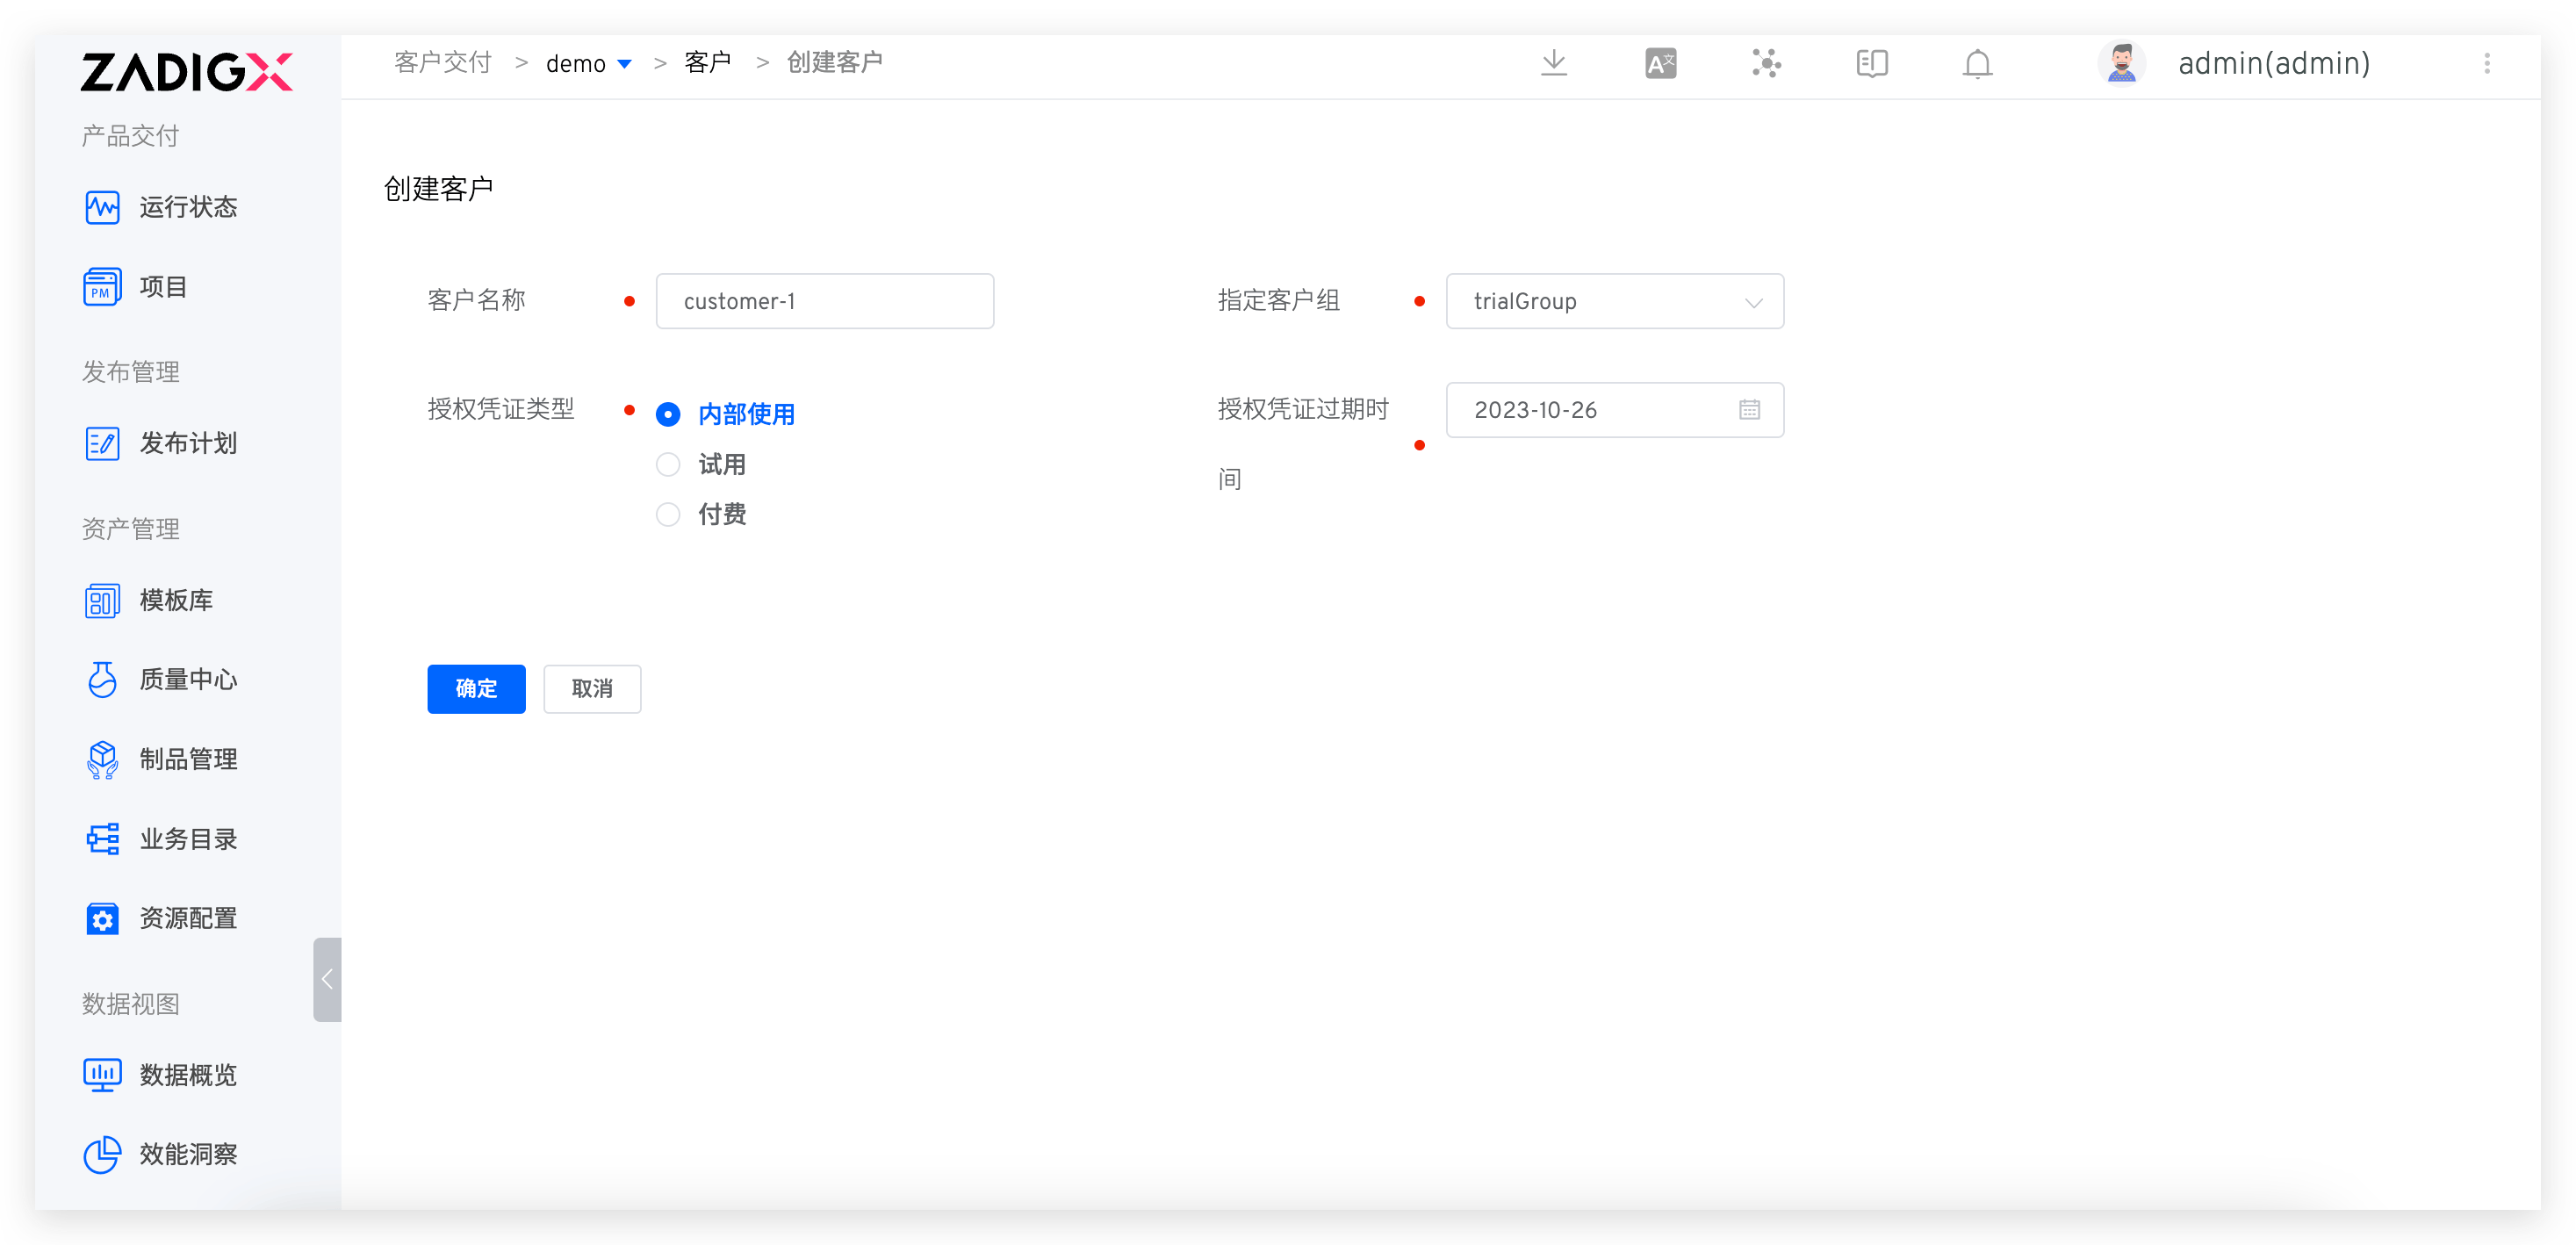 ZADIGX
客户交付 > demo > 客户 > 创建客户
A文
admin(admin)
产品交付
运行状态
PM
项目
发布管理
发布计划
资产管理
模板库
质量中心
制品管理
业务目录
资源配置
数据视图
数据概览
效能洞察
创建客户
客户名称
customer-1
指定客户组
trialGroup
授权凭证类型
内部使用
试用
付费
授权凭证过期时
间
2023-10-26
确定
取消